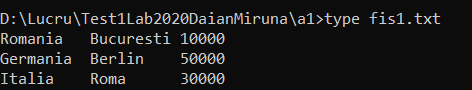 D:\Lucru\Test1Lab2020DaianMiruna\a1>type fis1.txt
Romania   Bucuresti 10000
Germania  Berlin    50000
Italia    Roma      30000